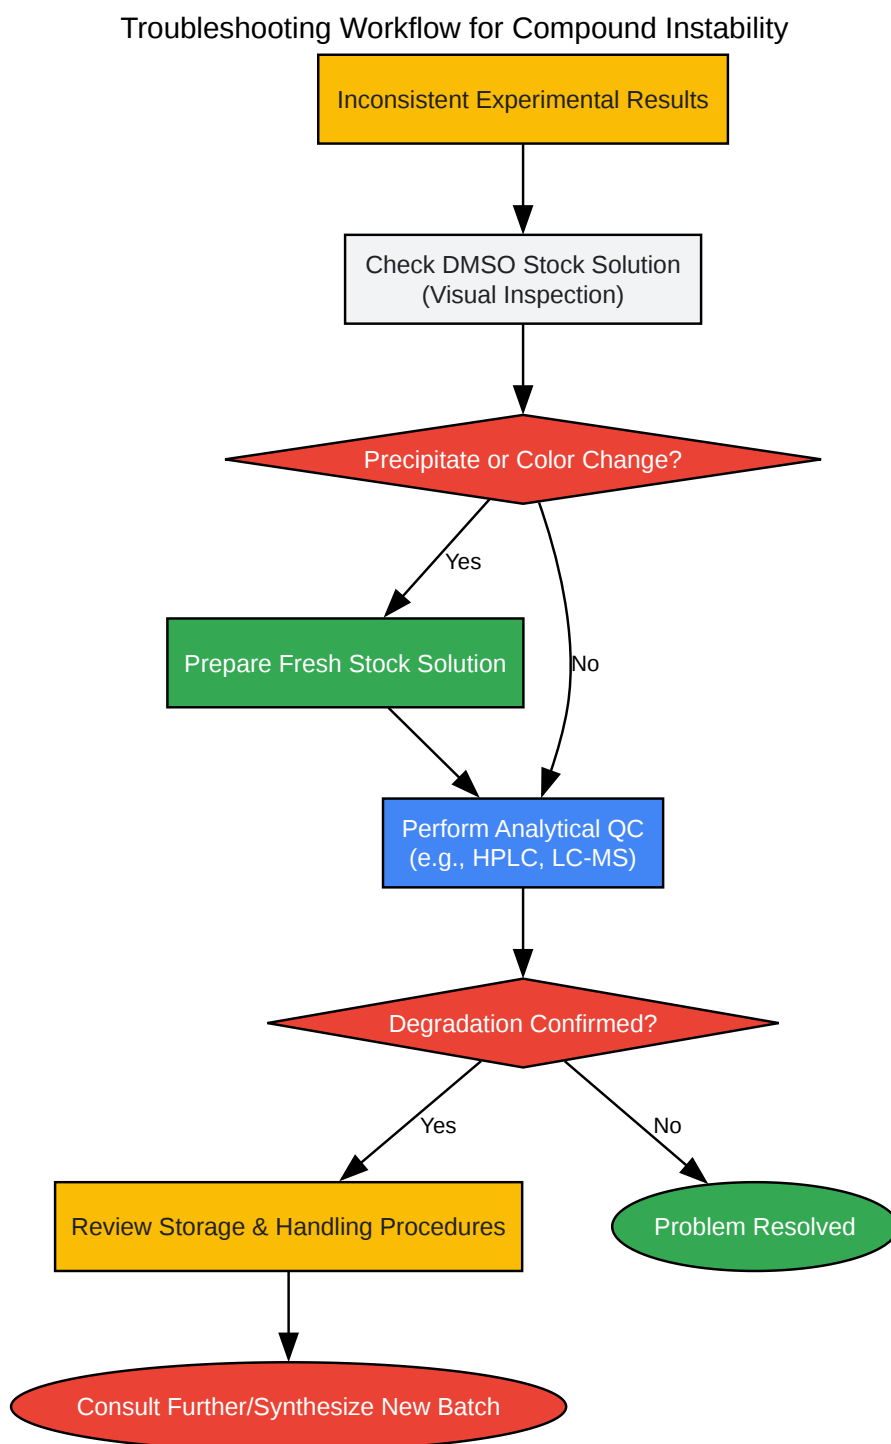 Troubleshooting Workflow for Compound Instability
Inconsistent Experimental Results
Check DMSO Stock Solution
(Visual Inspection)
Precipitate or Color Change?
Yes
Prepare Fresh Stock Solution
No
Perform Analytical QC
(e.g., HPLC, LC-MS)
Degradation Confirmed?
Yes
No
Review Storage & Handling Procedures
Problem Resolved
Consult Further/Synthesize New Batch